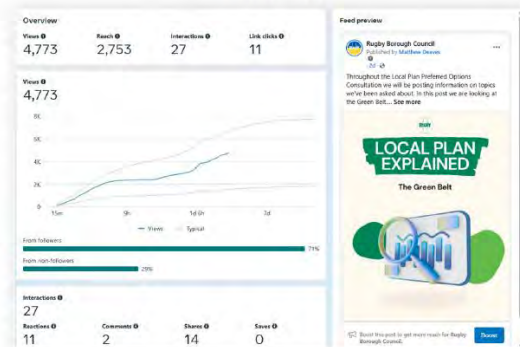 Overview
Views Reach Interactions Link clicks
4,773 2,753 27 11
Views
4,773
6K
4K
2K
0
15m 9h 1d 6h 7d
Views Typical
From followers
71%
From non-followers
29%
Interactions
27
Reactions Comments Shares Saves
11 2 14 0
Feed preview
Rugby Borough Council
Published by Matthew Deaves
2d
Throughout the Local Plan Preferred Options
Consultation we will be posting information on topics
we've been asked about. In this post we are looking at
the Green Belt... See more
LOCAL PLAN
EXPLAINED
The Green Belt
Boost this post to get more reach for Rugby
Borough Council.